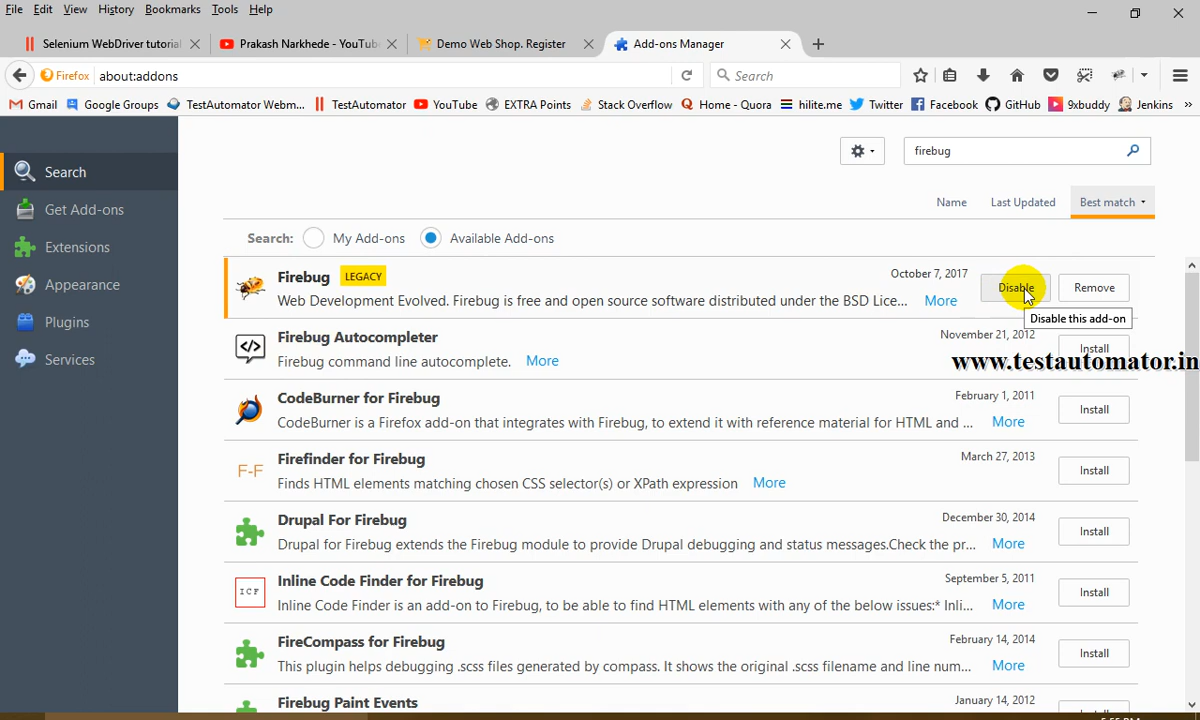 File Edit View History Bookmarks Tools Help
Selenium WebDriver tutorial
Prakash Narkhede - YouTube
Demo Web Shop. Register
Add-ons Manager
Firefox about:addons
Search
Gmail Google Groups TestAutomator Webm... TestAutomator YouTube EXTRA Points Stack Overflow Home - Quora hilite.me Twitter Facebook GitHub 9xbuddy Jenkins »
Search
Get Add-ons
Extensions
Appearance
Plugins
Services
firebug
Name Last Updated Best match
Search: My Add-ons Available Add-ons
Firebug LEGACY October 7, 2017
Web Development Evolved. Firebug is free and open source software distributed under the BSD Lice... More
Disable Remove
Disable this add-on
Firebug Autocompleter November 21, 2012
Firebug command line autocomplete. More
Install
www.testautomator.in
CodeBurner for Firebug February 1, 2011
CodeBurner is a Firefox add-on that integrates with Firebug, to extend it with reference material for HTML and ... More
Install
F-F
Firefinder for Firebug March 27, 2013
Finds HTML elements matching chosen CSS selector(s) or XPath expression More
Install
Drupal For Firebug December 30, 2014
Drupal for Firebug extends the Firebug module to provide Drupal debugging and status messages.Check the pr... More
Install
ICF
Inline Code Finder for Firebug September 5, 2011
Inline Code Finder is an add-on to Firebug, to be able to find HTML elements with any of the below issues:* Inli... More
Install
FireCompass for Firebug February 14, 2014
This plugin helps debugging .scss files generated by compass. It shows the original .scss filename and line num... More
Install
Firebug Paint Events January 14, 2012